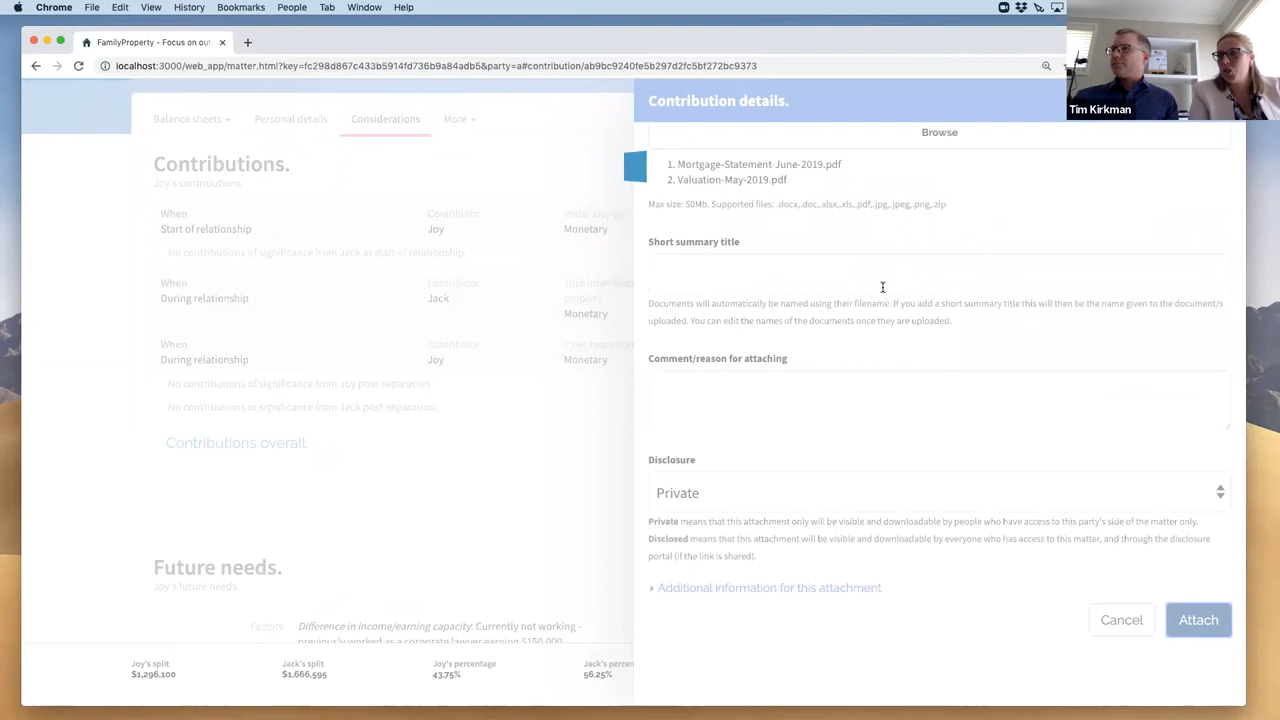 Chrome File Edit View History Bookmarks People Tab Window Help
FamilyProperty - Focus on ou
localhost:3000/web_app/matter.html?key=fc298d867c433b5914fd736b9a84adb5&party=a#contribution/ab9bc9240fe5b297d2fc5bf272bc9373
Tim Kirkman
Balance sheets Personal details Considerations More
Contributions.
Joy's contributions
When Contributor Initial savings
Start of relationship Joy Monetary
No contributions of significance from Jack at start of relationship.
When Contributor
During relationship Jack property
Monetary
When Contributor
During relationship Joy Monetary
No contributions of significance from Joy post-separation.
No contributions of significance from Jack post-separation.
Contributions overall.
Future needs.
Joy's future needs
Factors Difference in income/earning capacity: Currently not working -
previously worked as a corporate lawyer earning $150,000
Joy's split Jack's split Joy's percentage Jack's percen
$1,296,100 $1,666,595 43.75% 56.25%
Contribution details.
Browse
1. Mortgage-Statement-June-2019.pdf
2. Valuation-May-2019.pdf
Max size: 50Mb. Supported files: .docx,.doc,.xlsx,.xls,.pdf,.jpg,.jpeg,.png,.zip
Short summary title
Documents will automatically be named using their filename. If you add a short summary title this will then be the name given to the document/s
uploaded. You can edit the names of the documents once they are uploaded.
Comment/reason for attaching
Disclosure
Private
Private means that this attachment only will be visible and downloadable by people who have access to this party's side of the matter only.
Disclosed means that this attachment will be visible and downloadable by everyone who has access to this matter, and through the disclosure
portal (if the link is shared).
Additional information for this attachment
Cancel Attach